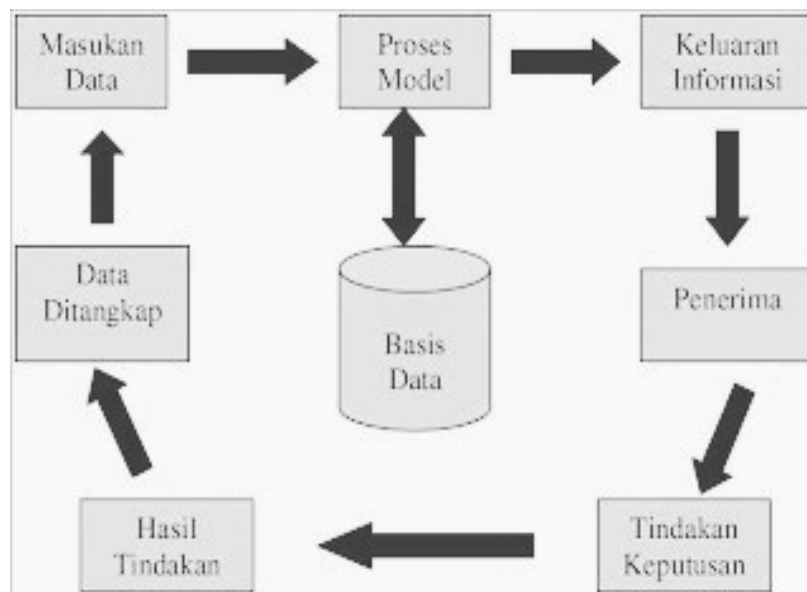 Masukan
Data
Proses
Model
Keluaran
Informasi
Data
Ditangkap
Basis
Data
Penerima
Hasil
Tindakan
Tindakan
Keputusan